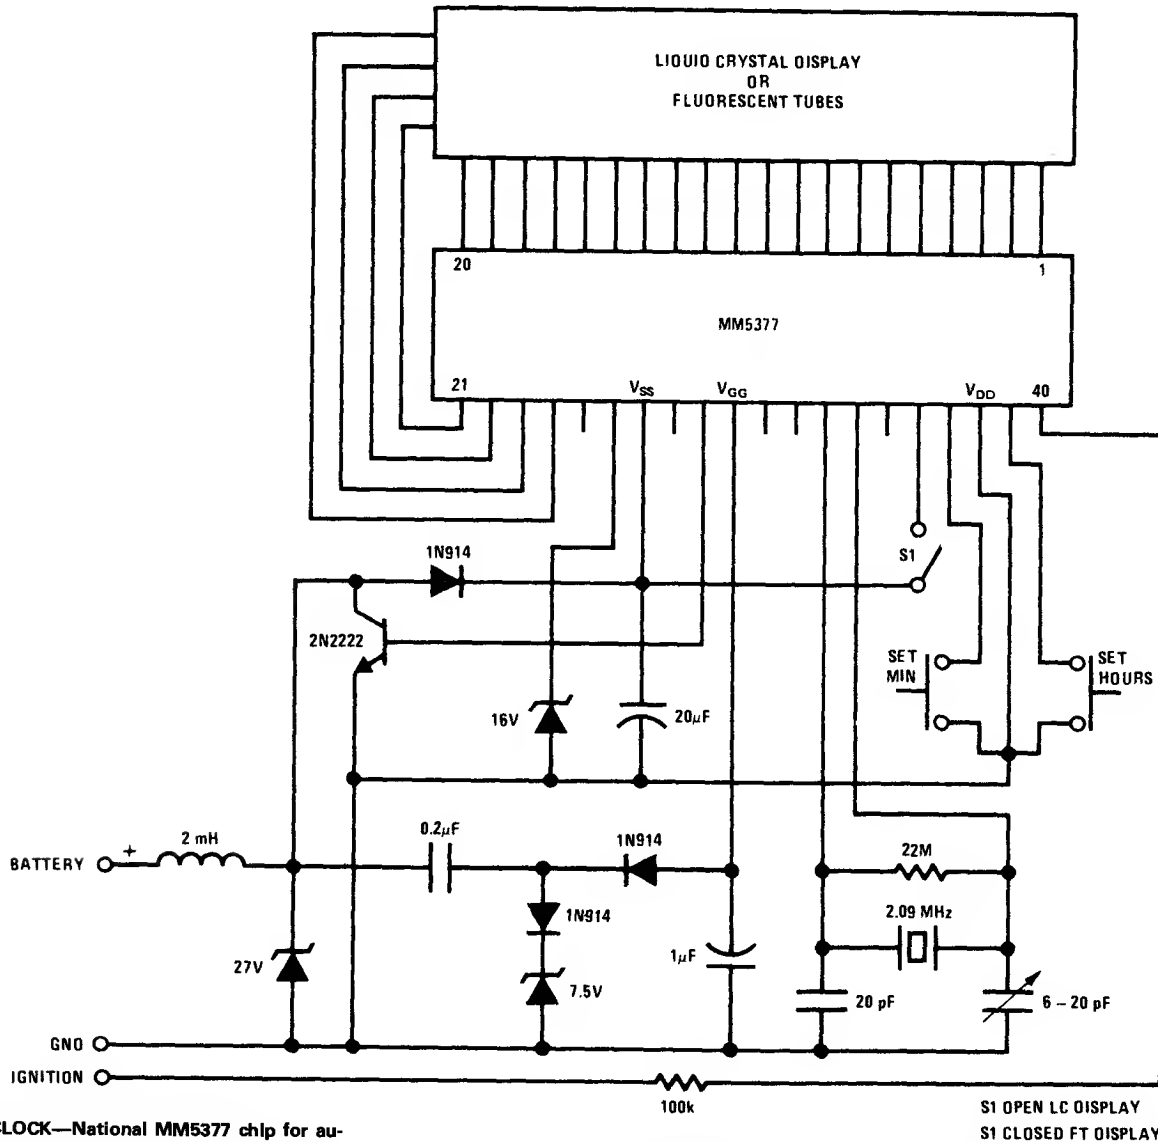 LIQUIO CRYSTAL OISPLAY
OR
FLUORESCENT TUBES
20
1
MM5377
21
VSS
VGG
VDD
40
1N914
S1
2N2222
SET
MIN
SET
HOURS
16V
20μF
2 mH
0.2μF
1N914
22M
BATTERY
+
1N914
2.09 MHz
27V
7.5V
1μF
20 pF
6 – 20 pF
GNO
IGNITION
100k
S1 OPEN LC OISPLAY
S1 CLOSED FT OISPLAY
CLOCK—National MM5377 chip for au-